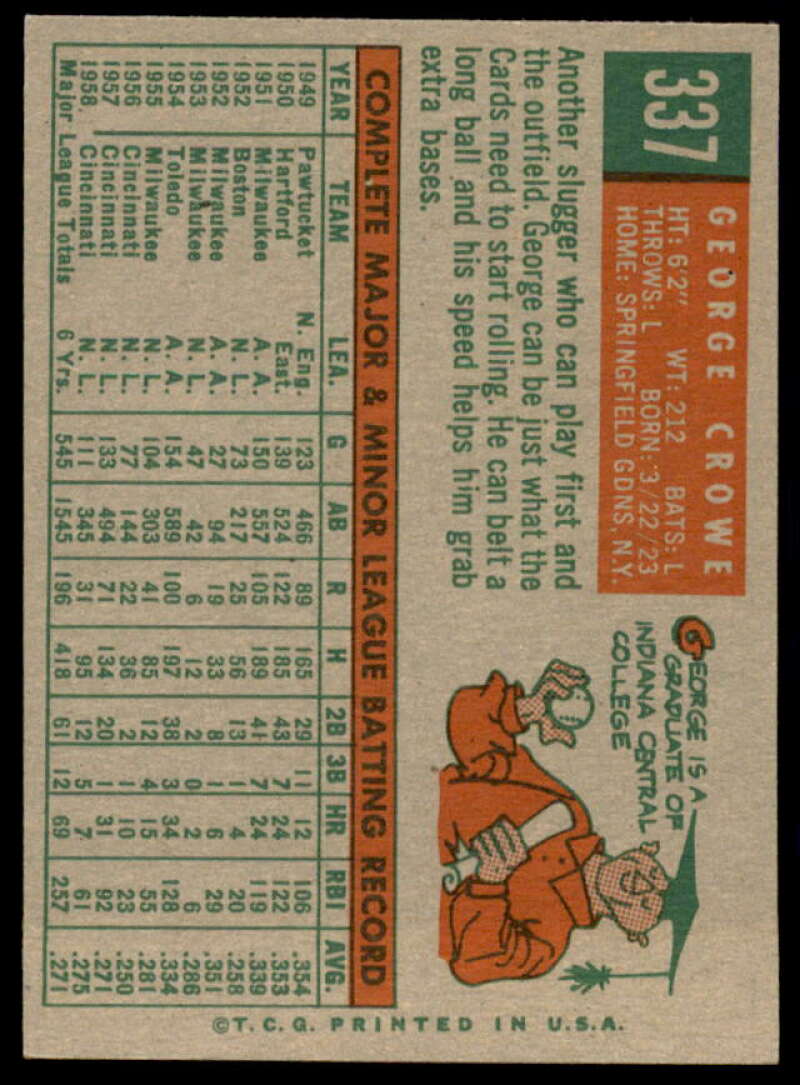 337
GEORGE CROWE
HT: 6'2" WT: 212 BATS: L
THROWS: L BORN: 3/22/23
HOME: SPRINGFIELD GDNS, N.Y.
Another slugger who can play first and
the outfield. George can be just what the
Cards need to start rolling. He can belt a
long ball and his speed helps him grab
extra bases.
GEORGE IS A
GRADUATE OF
INDIANA CENTRAL
COLLEGE
COMPLETE MAJOR & MINOR LEAGUE BATTING RECORD
YEAR TEAM LEA. G AB R H 2B 3B HR RBI AVG.
1949 Pawtucket N. Eng. 123 466 89 165 29 11 12 106 .354
1950 Hartford East. 139 524 122 185 43 7 24 122 .353
1951 Milwaukee A. A. 150 557 105 189 41 7 24 119 .339
1952 Boston N. L. 73 217 25 56 13 1 4 20 .258
1952 Milwaukee A. A. 27 94 19 33 8 1 6 29 .351
1953 Milwaukee N. L. 47 42 6 12 2 0 2 6 .286
1954 Toledo A. A. 154 589 100 197 38 3 34 128 .334
1955 Milwaukee N. L. 104 303 41 85 12 4 15 55 .281
1956 Cincinnati N. L. 77 144 22 36 2 1 10 23 .250
1957 Cincinnati N. L. 133 494 71 134 20 1 31 92 .271
1958 Cincinnati N. L. 111 345 31 95 12 5 7 61 .275
Major League Totals 6 Yrs. 545 1545 196 418 61 12 69 257 .271
©T.C.G. PRINTED IN U.S.A.